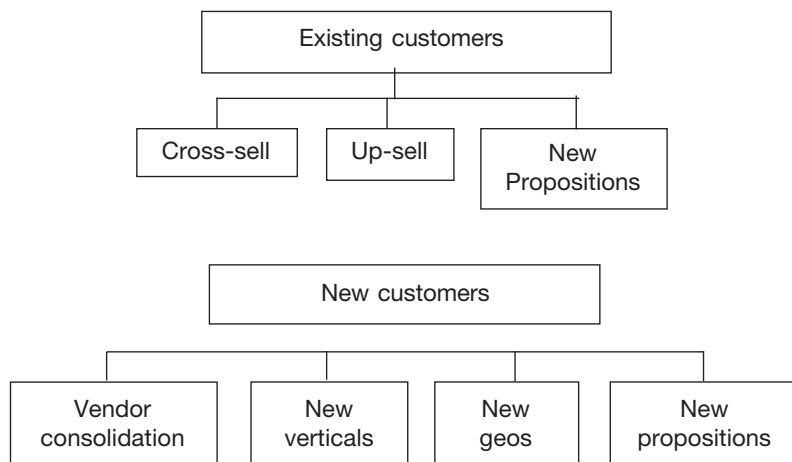 Existing customers
Cross-sell
Up-sell
New
Propositions
New customers
Vendor
consolidation
New
verticals
New
geos
New
propositions